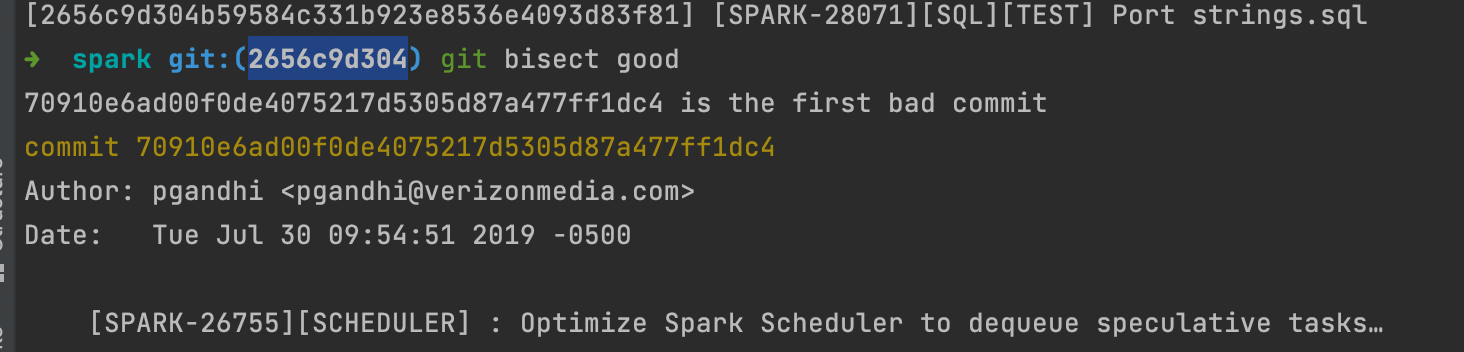 [2656c9d304b59584c331b923e8536e4093d83f81] [SPARK-28071][SQL][TEST] Port strings.sql
➜ spark git:(2656c9d304) git bisect good
70910e6ad00f0de4075217d5305d87a477ff1dc4 is the first bad commit
commit 70910e6ad00f0de4075217d5305d87a477ff1dc4
Author: pgandhi <pgandhi@verizonmedia.com>
Date:   Tue Jul 30 09:54:51 2019 -0500
[SPARK-26755][SCHEDULER] : Optimize Spark Scheduler to dequeue speculative tasks…